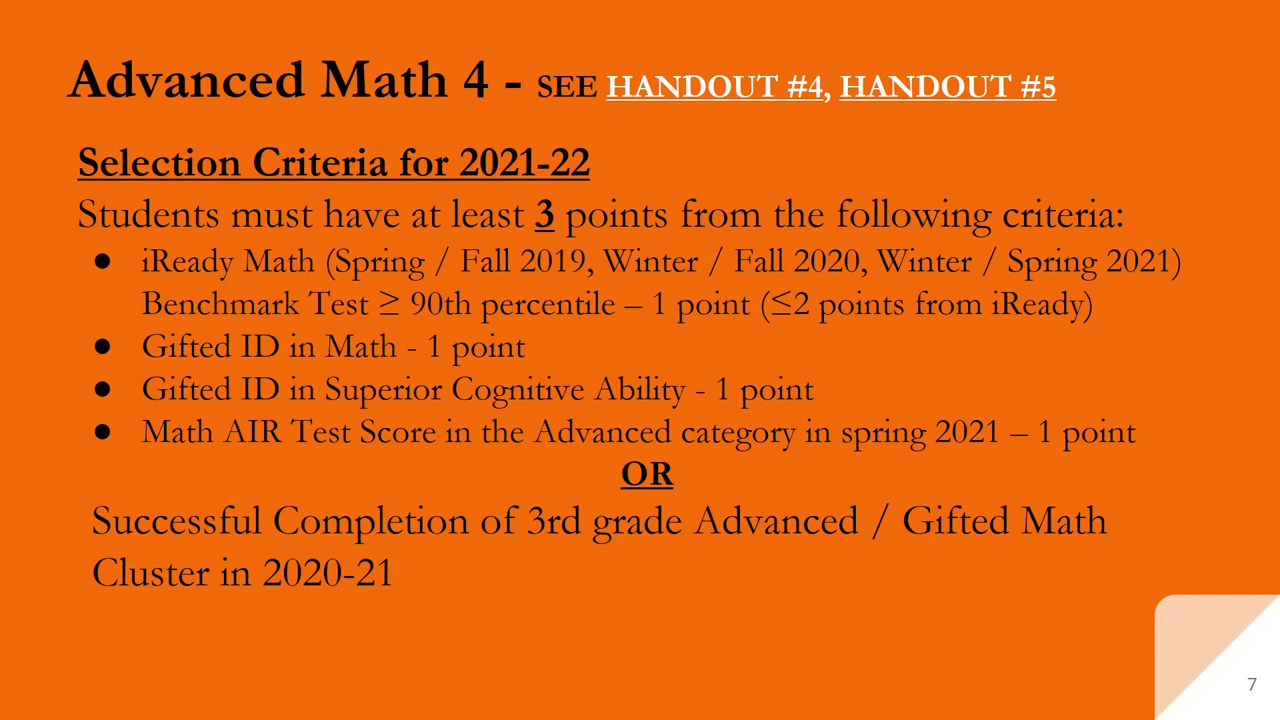 Advanced Math 4 - SEE HANDOUT #4, HANDOUT #5
Selection Criteria for 2021-22
Students must have at least 3 points from the following criteria:
● iReady Math (Spring / Fall 2019, Winter / Fall 2020, Winter / Spring 2021)
Benchmark Test ≥ 90th percentile – 1 point (≤2 points from iReady)
● Gifted ID in Math - 1 point
● Gifted ID in Superior Cognitive Ability - 1 point
● Math AIR Test Score in the Advanced category in spring 2021 – 1 point
OR
Successful Completion of 3rd grade Advanced / Gifted Math
Cluster in 2020-21
7